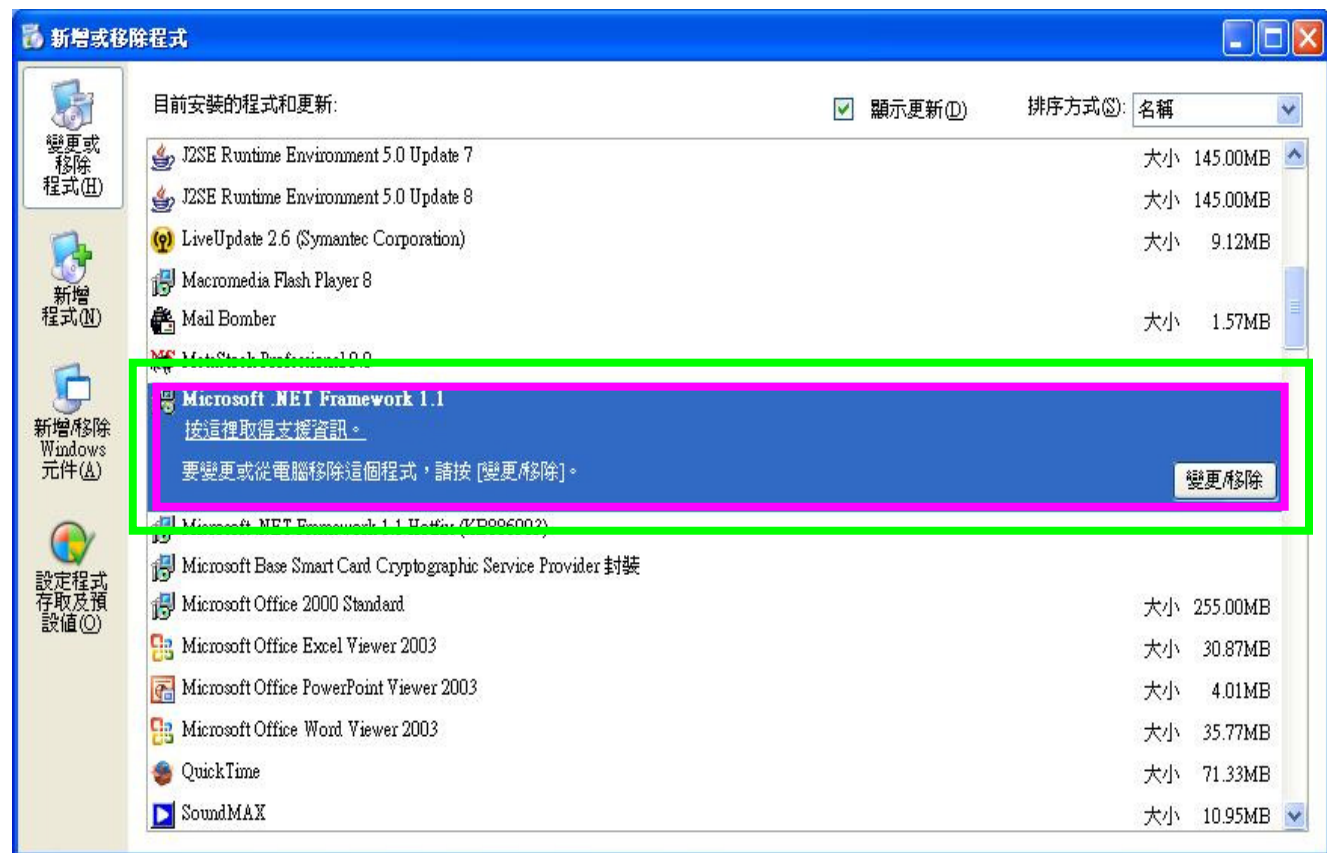 新增或移除程式
變更或
移除
程式(H)
新增
程式(N)
新增/移除
Windows
元件(A)
設定程式
存取及預
設值(O)
目前安裝的程式和更新:
顯示更新(D)
排序方式(S): 名稱
J2SE Runtime Environment 5.0 Update 7 大小 145.00MB
J2SE Runtime Environment 5.0 Update 8 大小 145.00MB
LiveUpdate 2.6 (Symantec Corporation) 大小 9.12MB
Macromedia Flash Player 8
Mail Bomber 大小 1.57MB
MetaStock Professional
Microsoft .NET Framework 1.1
按這裡取得支援資訊。
要變更或從電腦移除這個程式，請按 [變更/移除]。
變更/移除
Microsoft .NET Framework 1.1 Hotfix
Microsoft Base Smart Card Cryptographic Service Provider 封裝
Microsoft Office 2000 Standard 大小 255.00MB
Microsoft Office Excel Viewer 2003 大小 30.87MB
Microsoft Office PowerPoint Viewer 2003 大小 4.01MB
Microsoft Office Word Viewer 2003 大小 35.77MB
QuickTime 大小 71.33MB
SoundMAX 大小 10.95MB